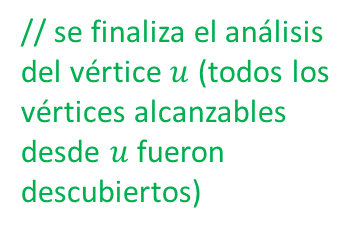 // se finaliza el análisis
del vértice 𝑢 (todos los
vértices alcanzables
desde 𝑢 fueron
descubiertos)